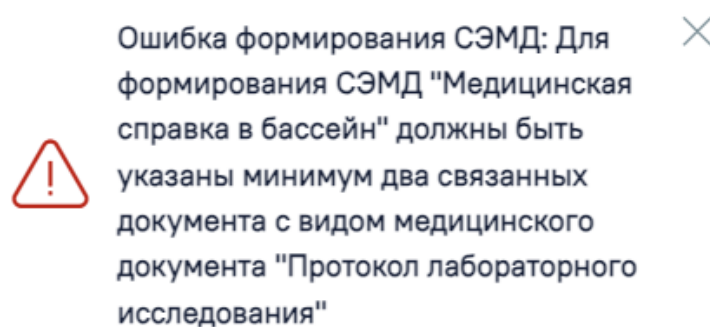 Ошибка формирования СЭМД: Для
формирования СЭМД "Медицинская
справка в бассейн" должны быть
указаны минимум два связанных
документа с видом медицинского
документа "Протокол лабораторного
исследования"